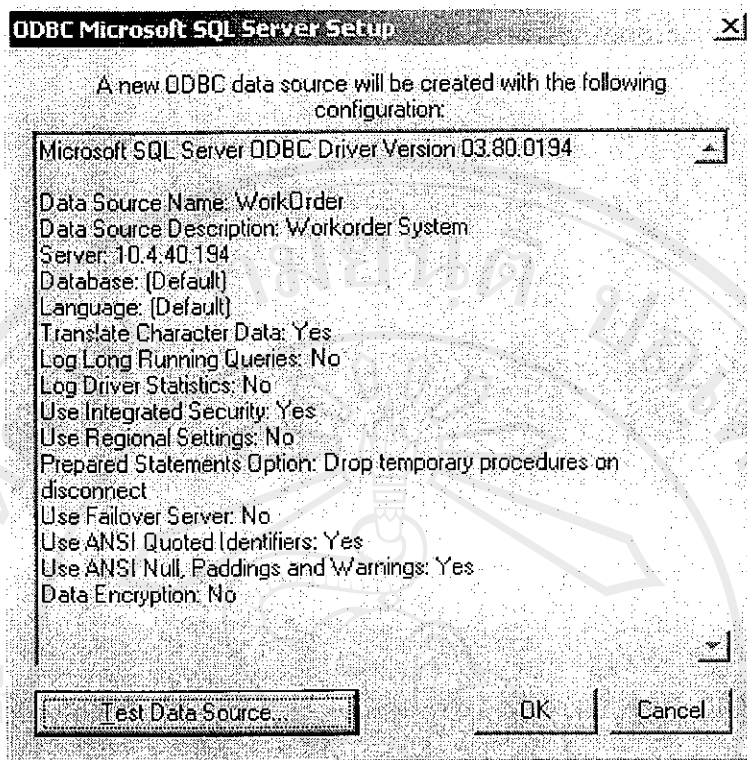 ODBC Microsoft SQL Server Setup
A new ODBC data source will be created with the following
configuration:
Microsoft SQL Server ODBC Driver Version 03.80.0194
Data Source Name: WorkOrder
Data Source Description: Workorder System
Server: 10.4.40.194
Database: (Default)
Language: (Default)
Translate Character Data: Yes
Log Long Running Queries: No
Log Driver Statistics: No
Use Integrated Security: Yes
Use Regional Settings: No
Prepared Statements Option: Drop temporary procedures on
disconnect
Use Failover Server: No
Use ANSI Quoted Identifiers: Yes
Use ANSI Null, Paddings and Warnings: Yes
Data Encryption: No
Test Data Source...
OK
Cancel